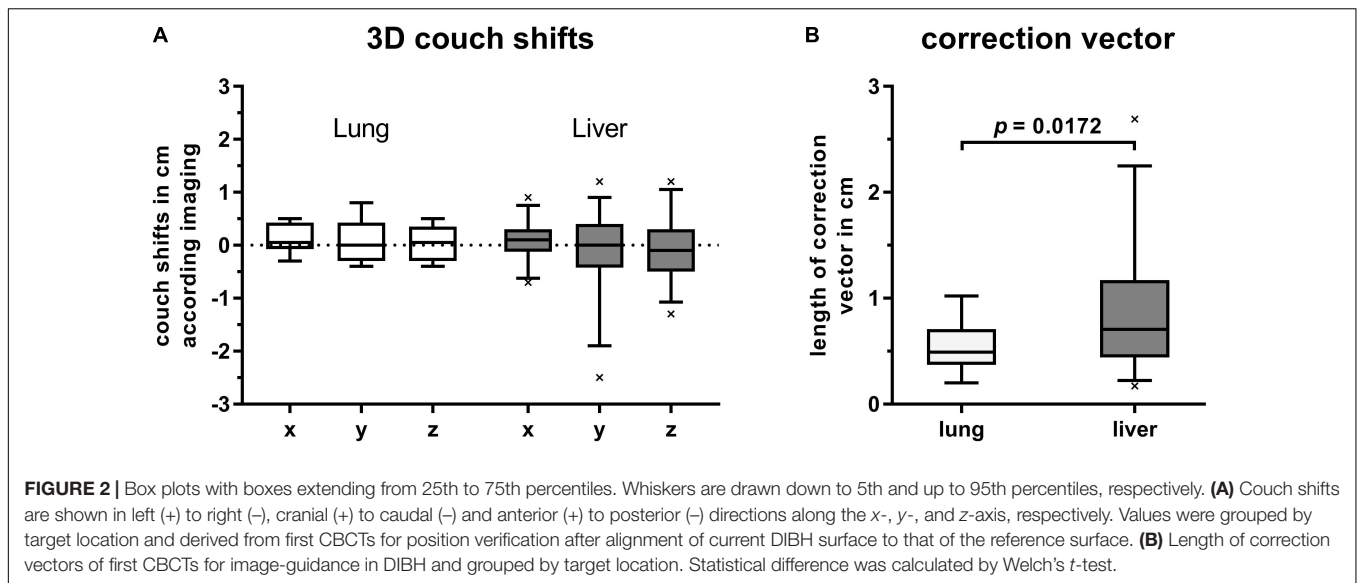 A
3D couch shifts
couch shifts in cm
according imaging
3
2
1
0
-1
-2
-3
Lung
Liver
x
y
z
x
y
z
B
correction vector
length of correction
vector in cm
3
2
1
0
p = 0.0172
lung
liver
FIGURE 2 | Box plots with boxes extending from 25th to 75th percentiles. Whiskers are drawn down to 5th and up to 95th percentiles, respectively. (A) Couch shifts
are shown in left (+) to right (–), cranial (+) to caudal (–) and anterior (+) to posterior (–) directions along the x-, y-, and z-axis, respectively. Values were grouped by
target location and derived from first CBCTs for position verification after alignment of current DIBH surface to that of the reference surface. (B) Length of correction
vectors of first CBCTs for image-guidance in DIBH and grouped by target location. Statistical difference was calculated by Welch's t-test.